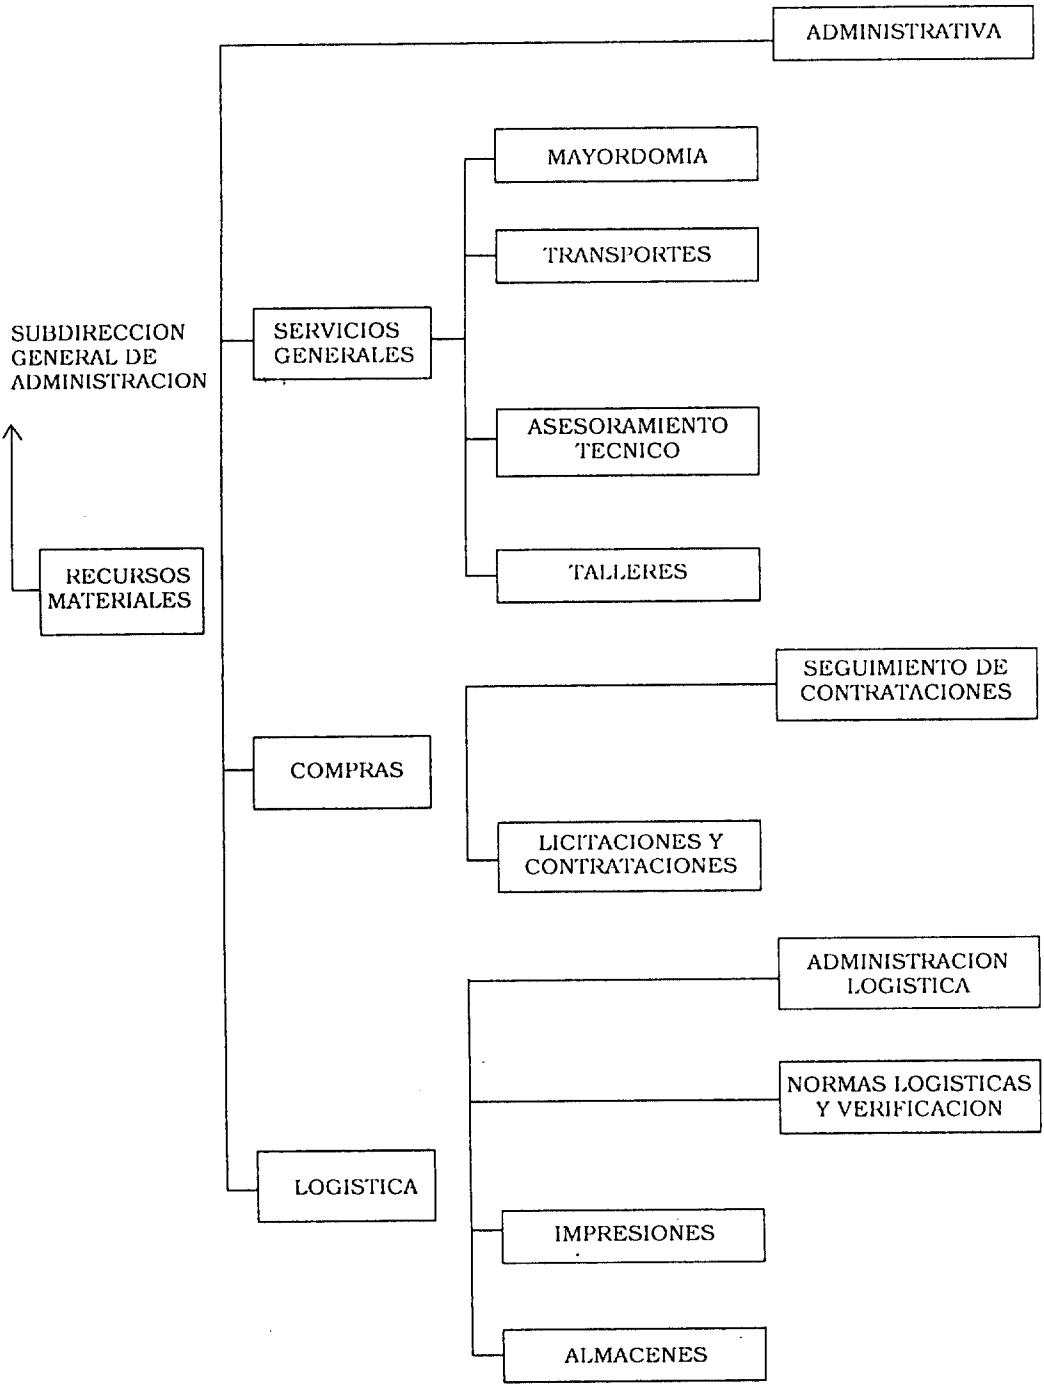 ADMINISTRATIVA
MAYORDOMIA
TRANSPORTES
SUBDIRECCION
GENERAL DE
ADMINISTRACION
SERVICIOS
GENERALES
ASESORAMIENTO
TECNICO
TALLERES
RECURSOS
MATERIALES
SEGUIMIENTO DE
CONTRATACIONES
COMPRAS
LICITACIONES Y
CONTRATACIONES
ADMINISTRACION
LOGISTICA
NORMAS LOGISTICAS
Y VERIFICACION
LOGISTICA
IMPRESIONES
ALMACENES